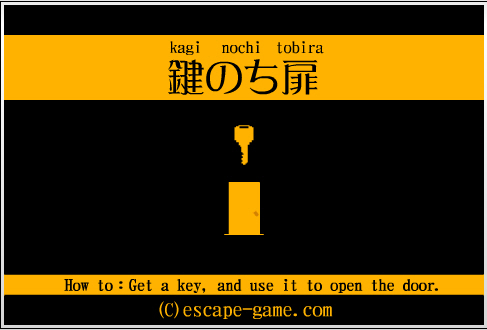 kagi nochi tobira
鍵のち扉
How to：Get a key, and use it to open the door.
(C)escape-game.com